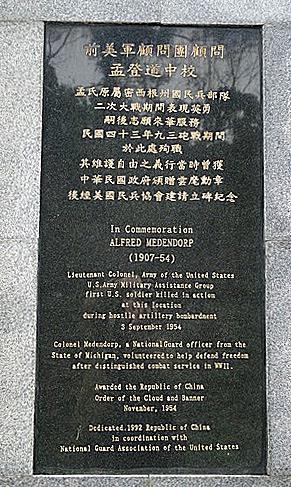 前美軍顧問團顧問
孟登道中校
孟氏原屬密西根州國民兵部隊
二次大戰期間表現英勇
嗣後志願來華服務
民國四十三年九三砲戰期間
於此處殉職
其維護自由之義行當時曾獲
中華民國政府頒贈雲麾勳章
後經美國民兵協會建請立碑紀念
In Commemoration
ALFRED MEDENDORP
(1907-54)
Lieutenant Colonel, Army of the United States
U.S.Army Military Assistance Group
first U.S. soldier killed in action
at this location
during hostile artillery bombardment
3 September 1954
Colonel Medendorp, a National Guard officer from the
State of Michigan, volunteered to help defend freedom
after distinguished combat service in WWII.
Awarded the Republic of China
Order of the Cloud and Banner
November, 1954
Dedicated.1992 Republic of China
in coordination with
National Guard Association of the United States